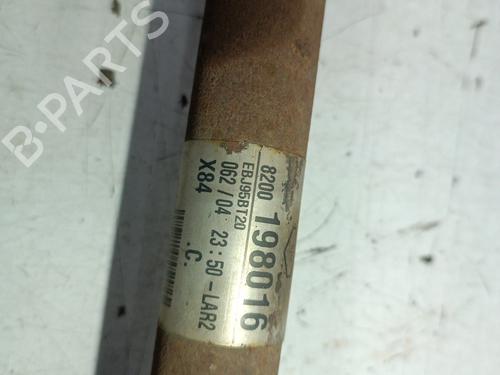 B-PARTS
8200 198016
EBJ95BT20
062/04 23:50-LAR2
X84 .C.